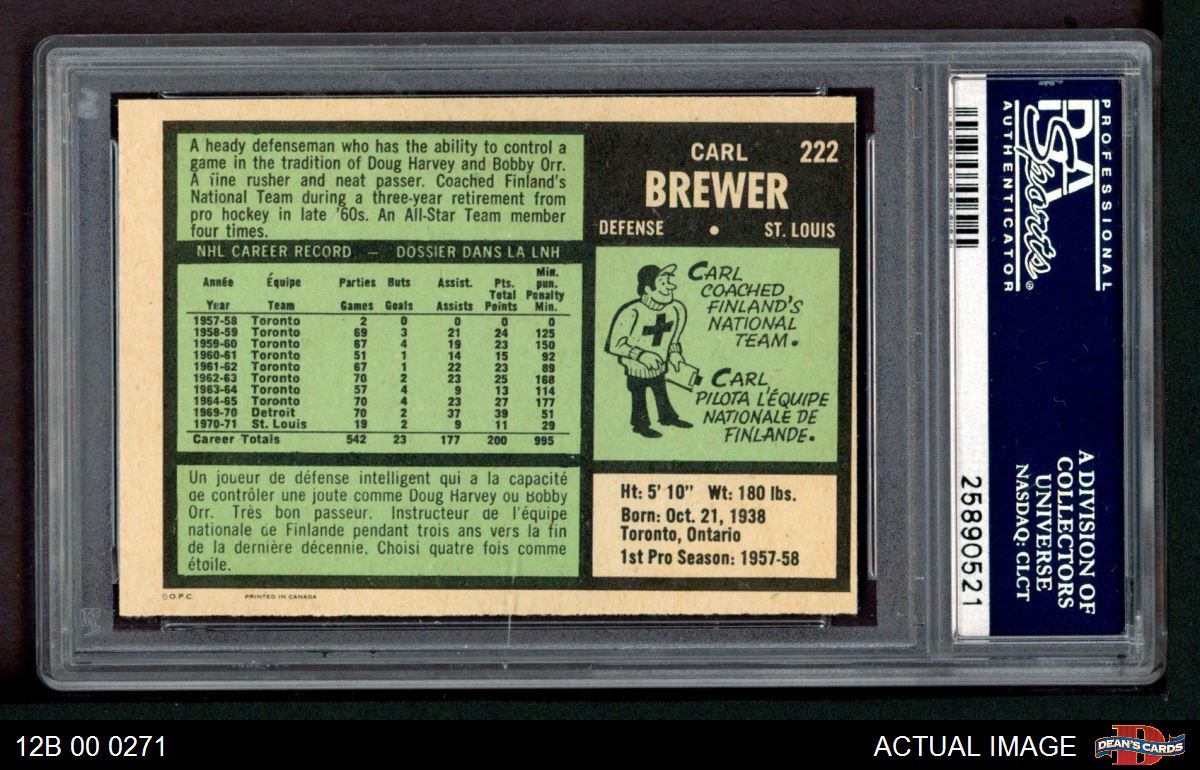 A heady defenseman who has the ability to control a
game in the tradition of Doug Harvey and Bobby Orr.
A fine rusher and neat passer. Coached Finland's
National Team during a three-year retirement from
pro hockey in late '60s. An All-Star Team member
four times.
CARL 222
BREWER
DEFENSE • ST. LOUIS
NHL CAREER RECORD — DOSSIER DANS LA LNH
Année Équipe Parties Buts Assist. Pts. Min. pun.
Year Team Games Goals Assists Total Points Penalty Min.
1957-58 Toronto 2 0 0 0 0
1958-59 Toronto 69 3 21 24 125
1959-60 Toronto 67 4 19 23 150
1960-61 Toronto 51 1 14 15 92
1961-62 Toronto 67 1 22 23 89
1962-63 Toronto 70 2 23 25 168
1963-64 Toronto 57 4 9 13 114
1964-65 Toronto 70 4 23 27 177
1969-70 Detroit 70 2 37 39 51
1970-71 St. Louis 19 2 9 11 29
Career Totals 542 23 177 200 995
CARL
COACHED
FINLAND'S
NATIONAL
TEAM.
CARL
PILOTA L'ÉQUIPE
NATIONALE DE
FINLANDE.
Un joueur de défense intelligent qui a la capacité
de contrôler une joute comme Doug Harvey ou Bobby
Orr. Très bon passeur. Instructeur de l'équipe
nationale de Finlande pendant trois ans vers la fin
de la dernière décennie. Choisi quatre fois comme
étoile.
Ht: 5' 10" Wt: 180 lbs.
Born: Oct. 21, 1938
Toronto, Ontario
1st Pro Season: 1957-58
© O.P.C. PRINTED IN CANADA
PROFESSIONAL
PSA
Sports®
AUTHENTICATOR
A DIVISION OF
COLLECTORS
UNIVERSE
NASDAQ: CLCT
25890521
12B 00 0271
ACTUAL IMAGE
D
DEAN'S CARDS